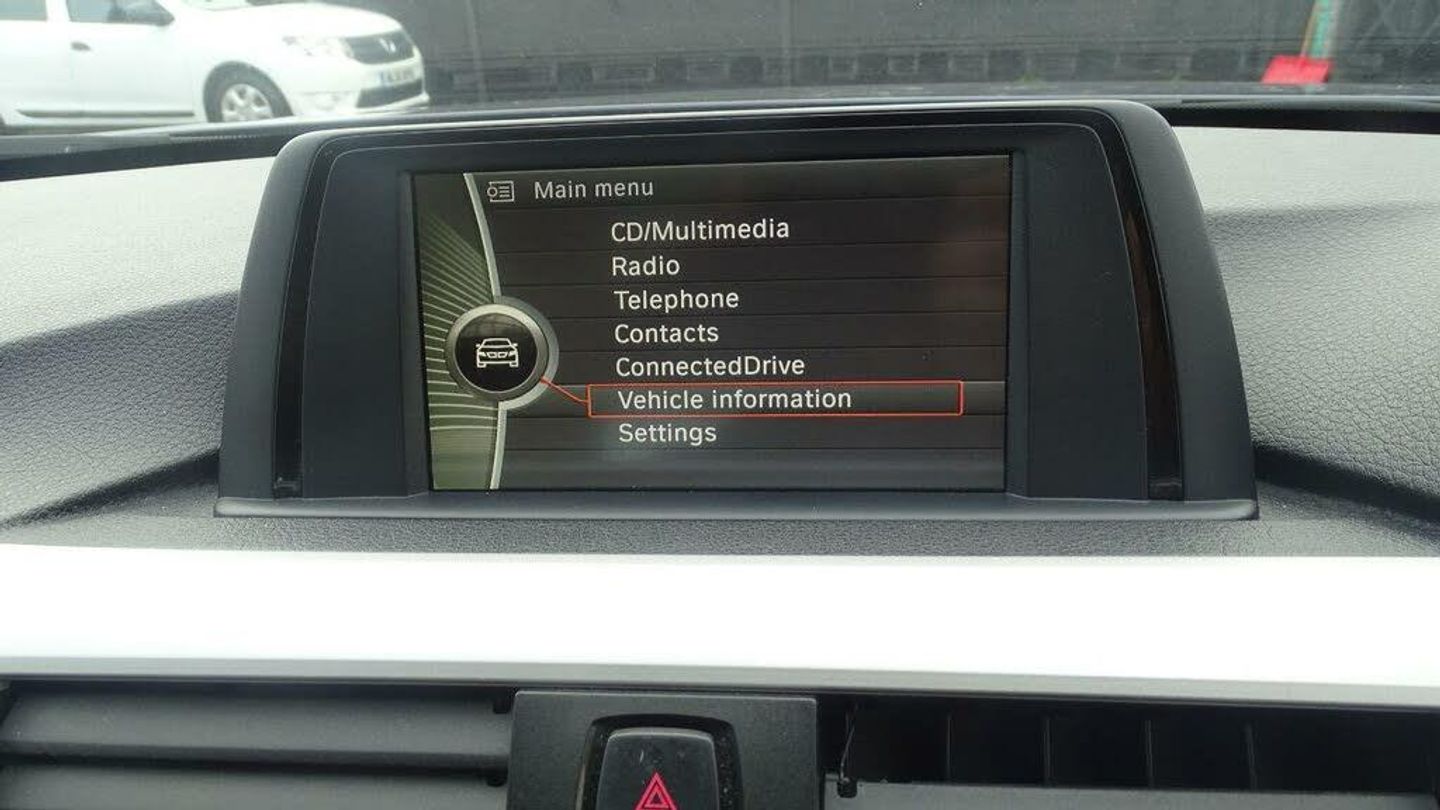 Main menu
CD/Multimedia
Radio
Telephone
Contacts
ConnectedDrive
Vehicle information
Settings